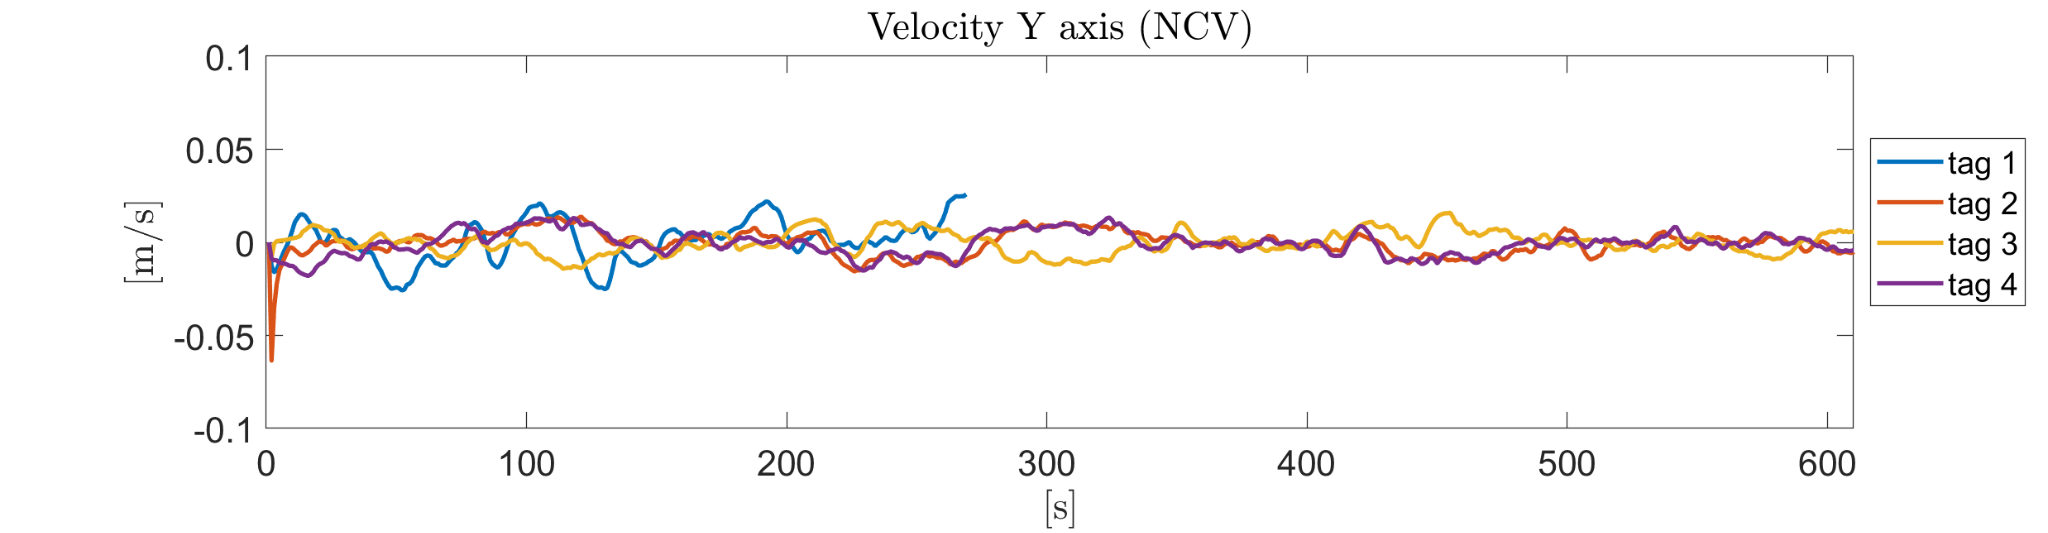 Velocity Y axis (NCV)
0.1
0.05
0
-0.05
-0.1
[m/s]
0 100 200 300 400 500 600
[s]
tag 1
tag 2
tag 3
tag 4